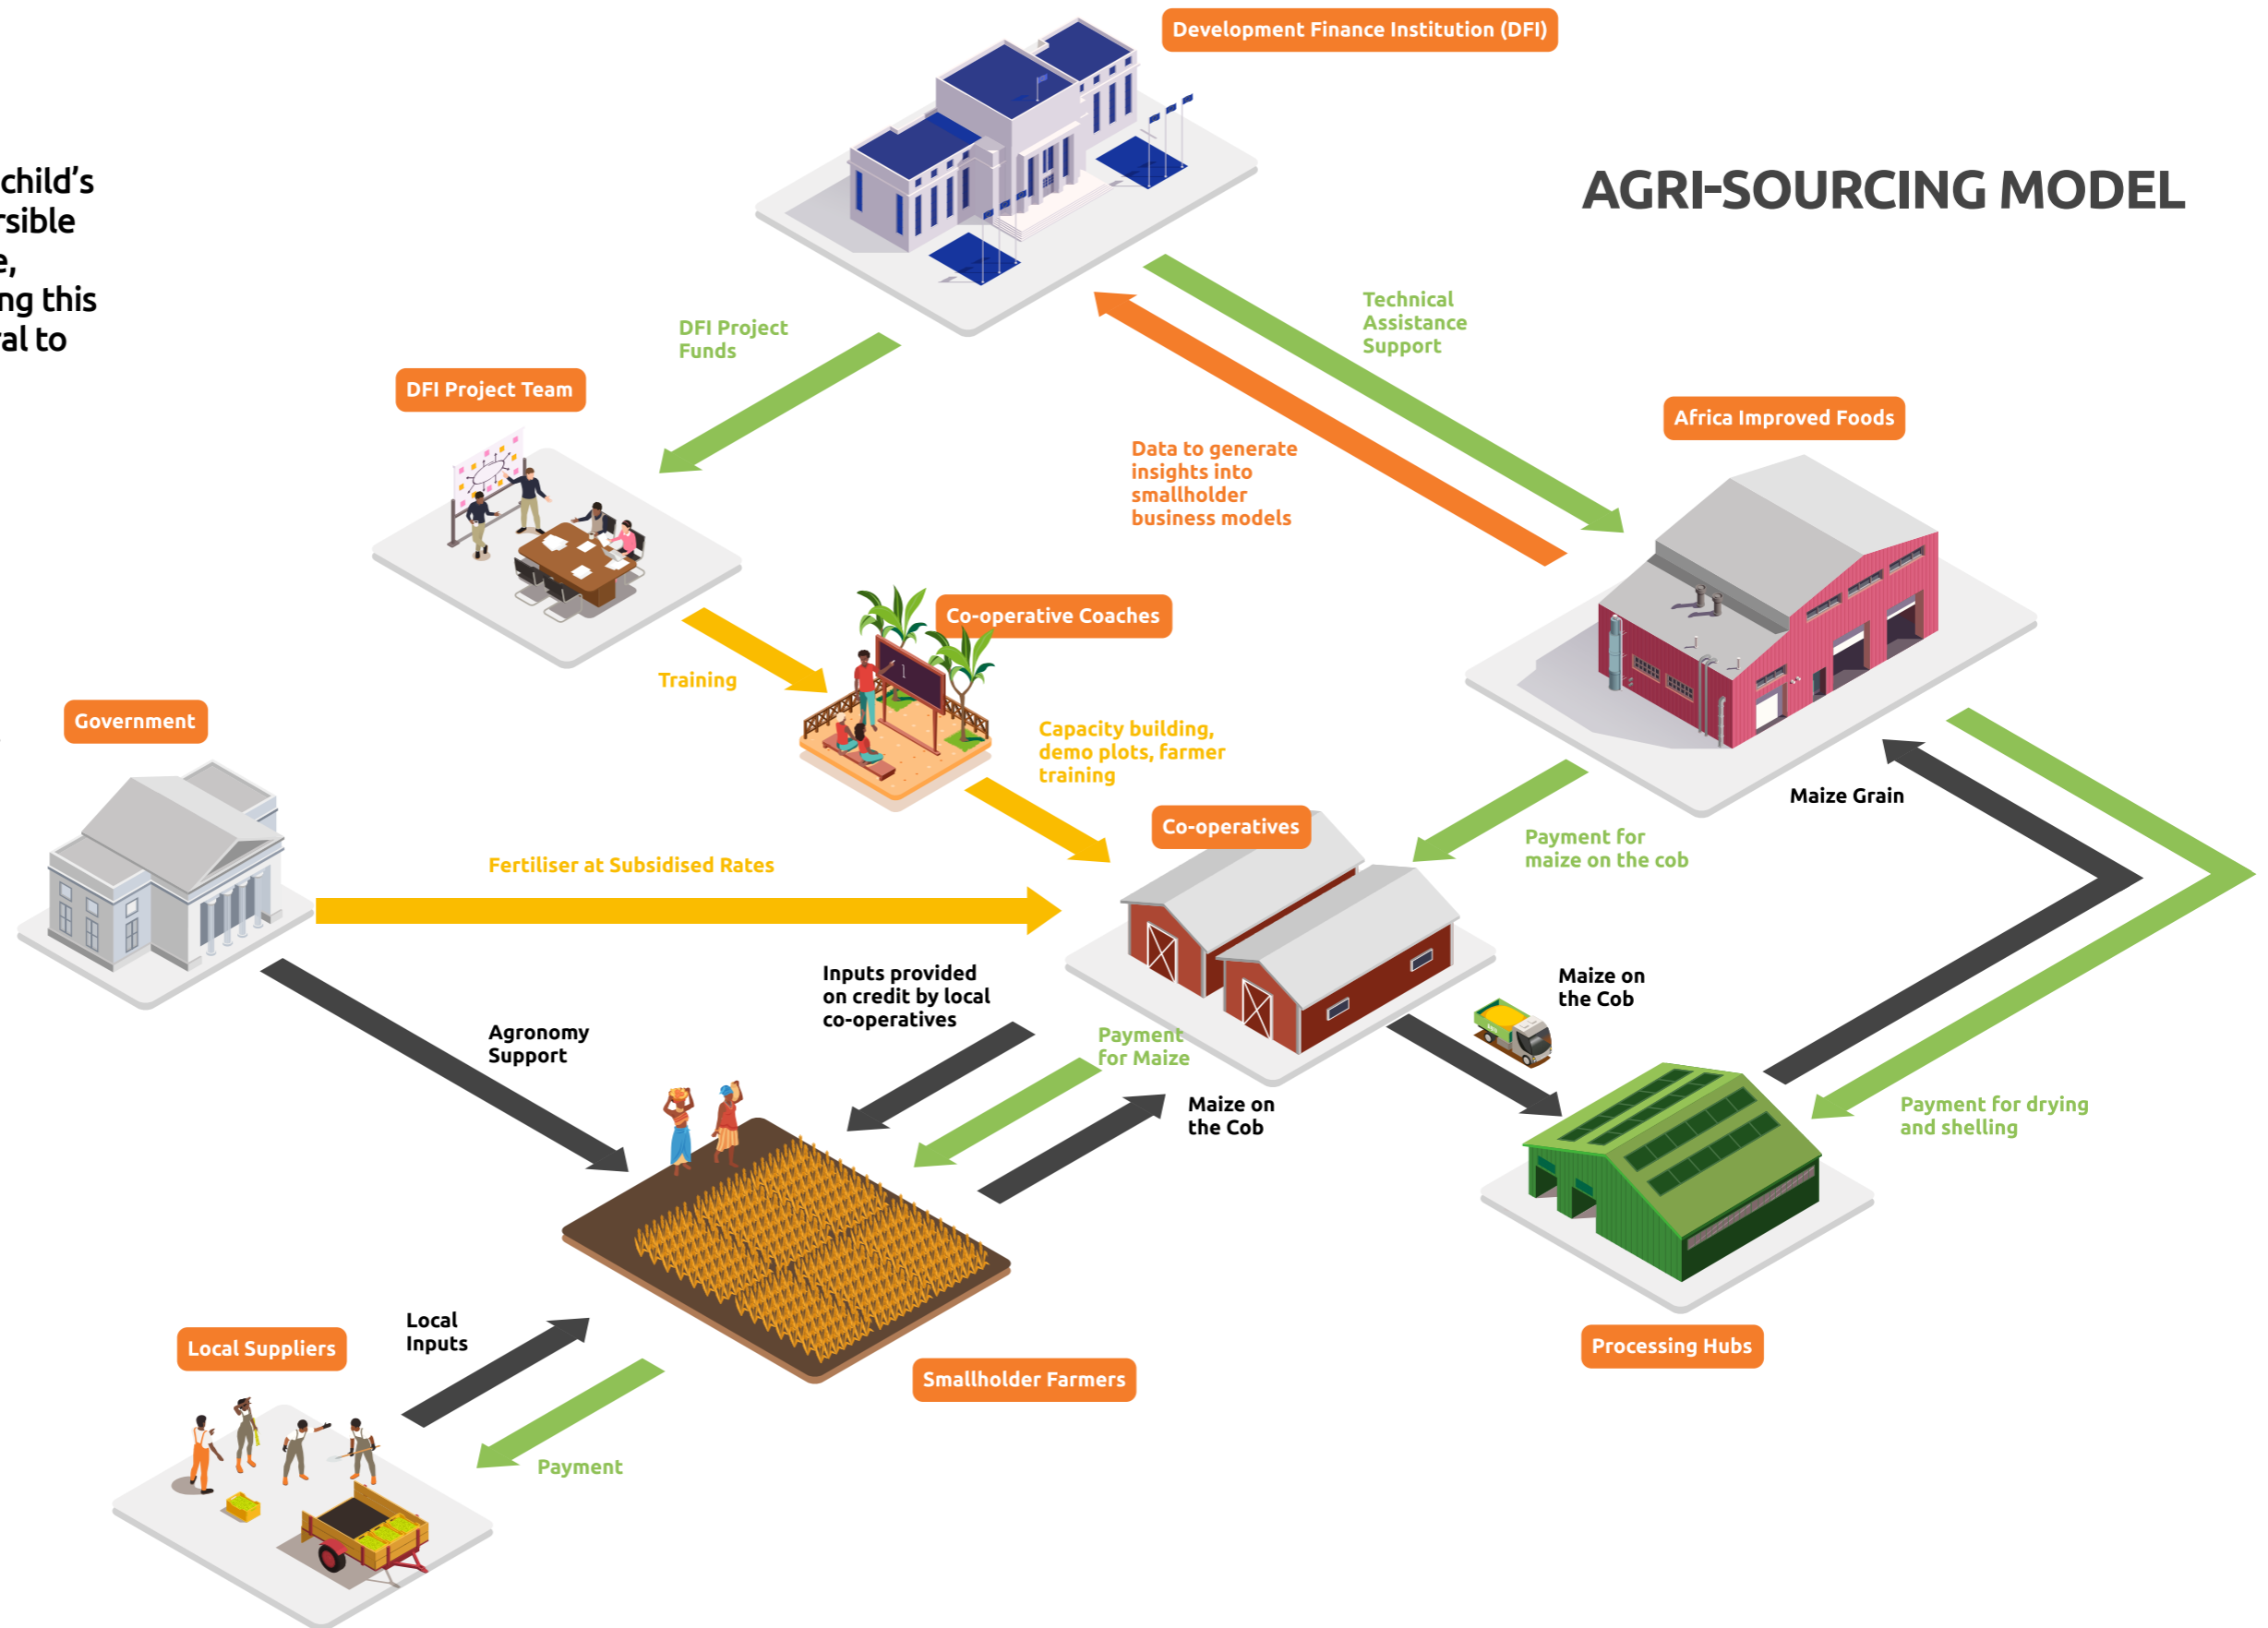 child's
rsible
e,
ng this
ral to
AGRI-SOURCING MODEL
Development Finance Institution (DFI)
DFI Project
Funds
Technical
Assistance
Support
DFI Project Team
Africa Improved Foods
Data to generate
insights into
smallholder
business models
Co-operative Coaches
Training
Government
Capacity building,
demo plots, farmer
training
Maize Grain
Co-operatives
Payment for
maize on the cob
Fertiliser at Subsidised Rates
Inputs provided
on credit by local
co-operatives
Maize on
the Cob
Agronomy
Support
Payment
for Maize
Maize on
the Cob
Payment for drying
and shelling
Local
Inputs
Local Suppliers
Processing Hubs
Smallholder Farmers
Payment